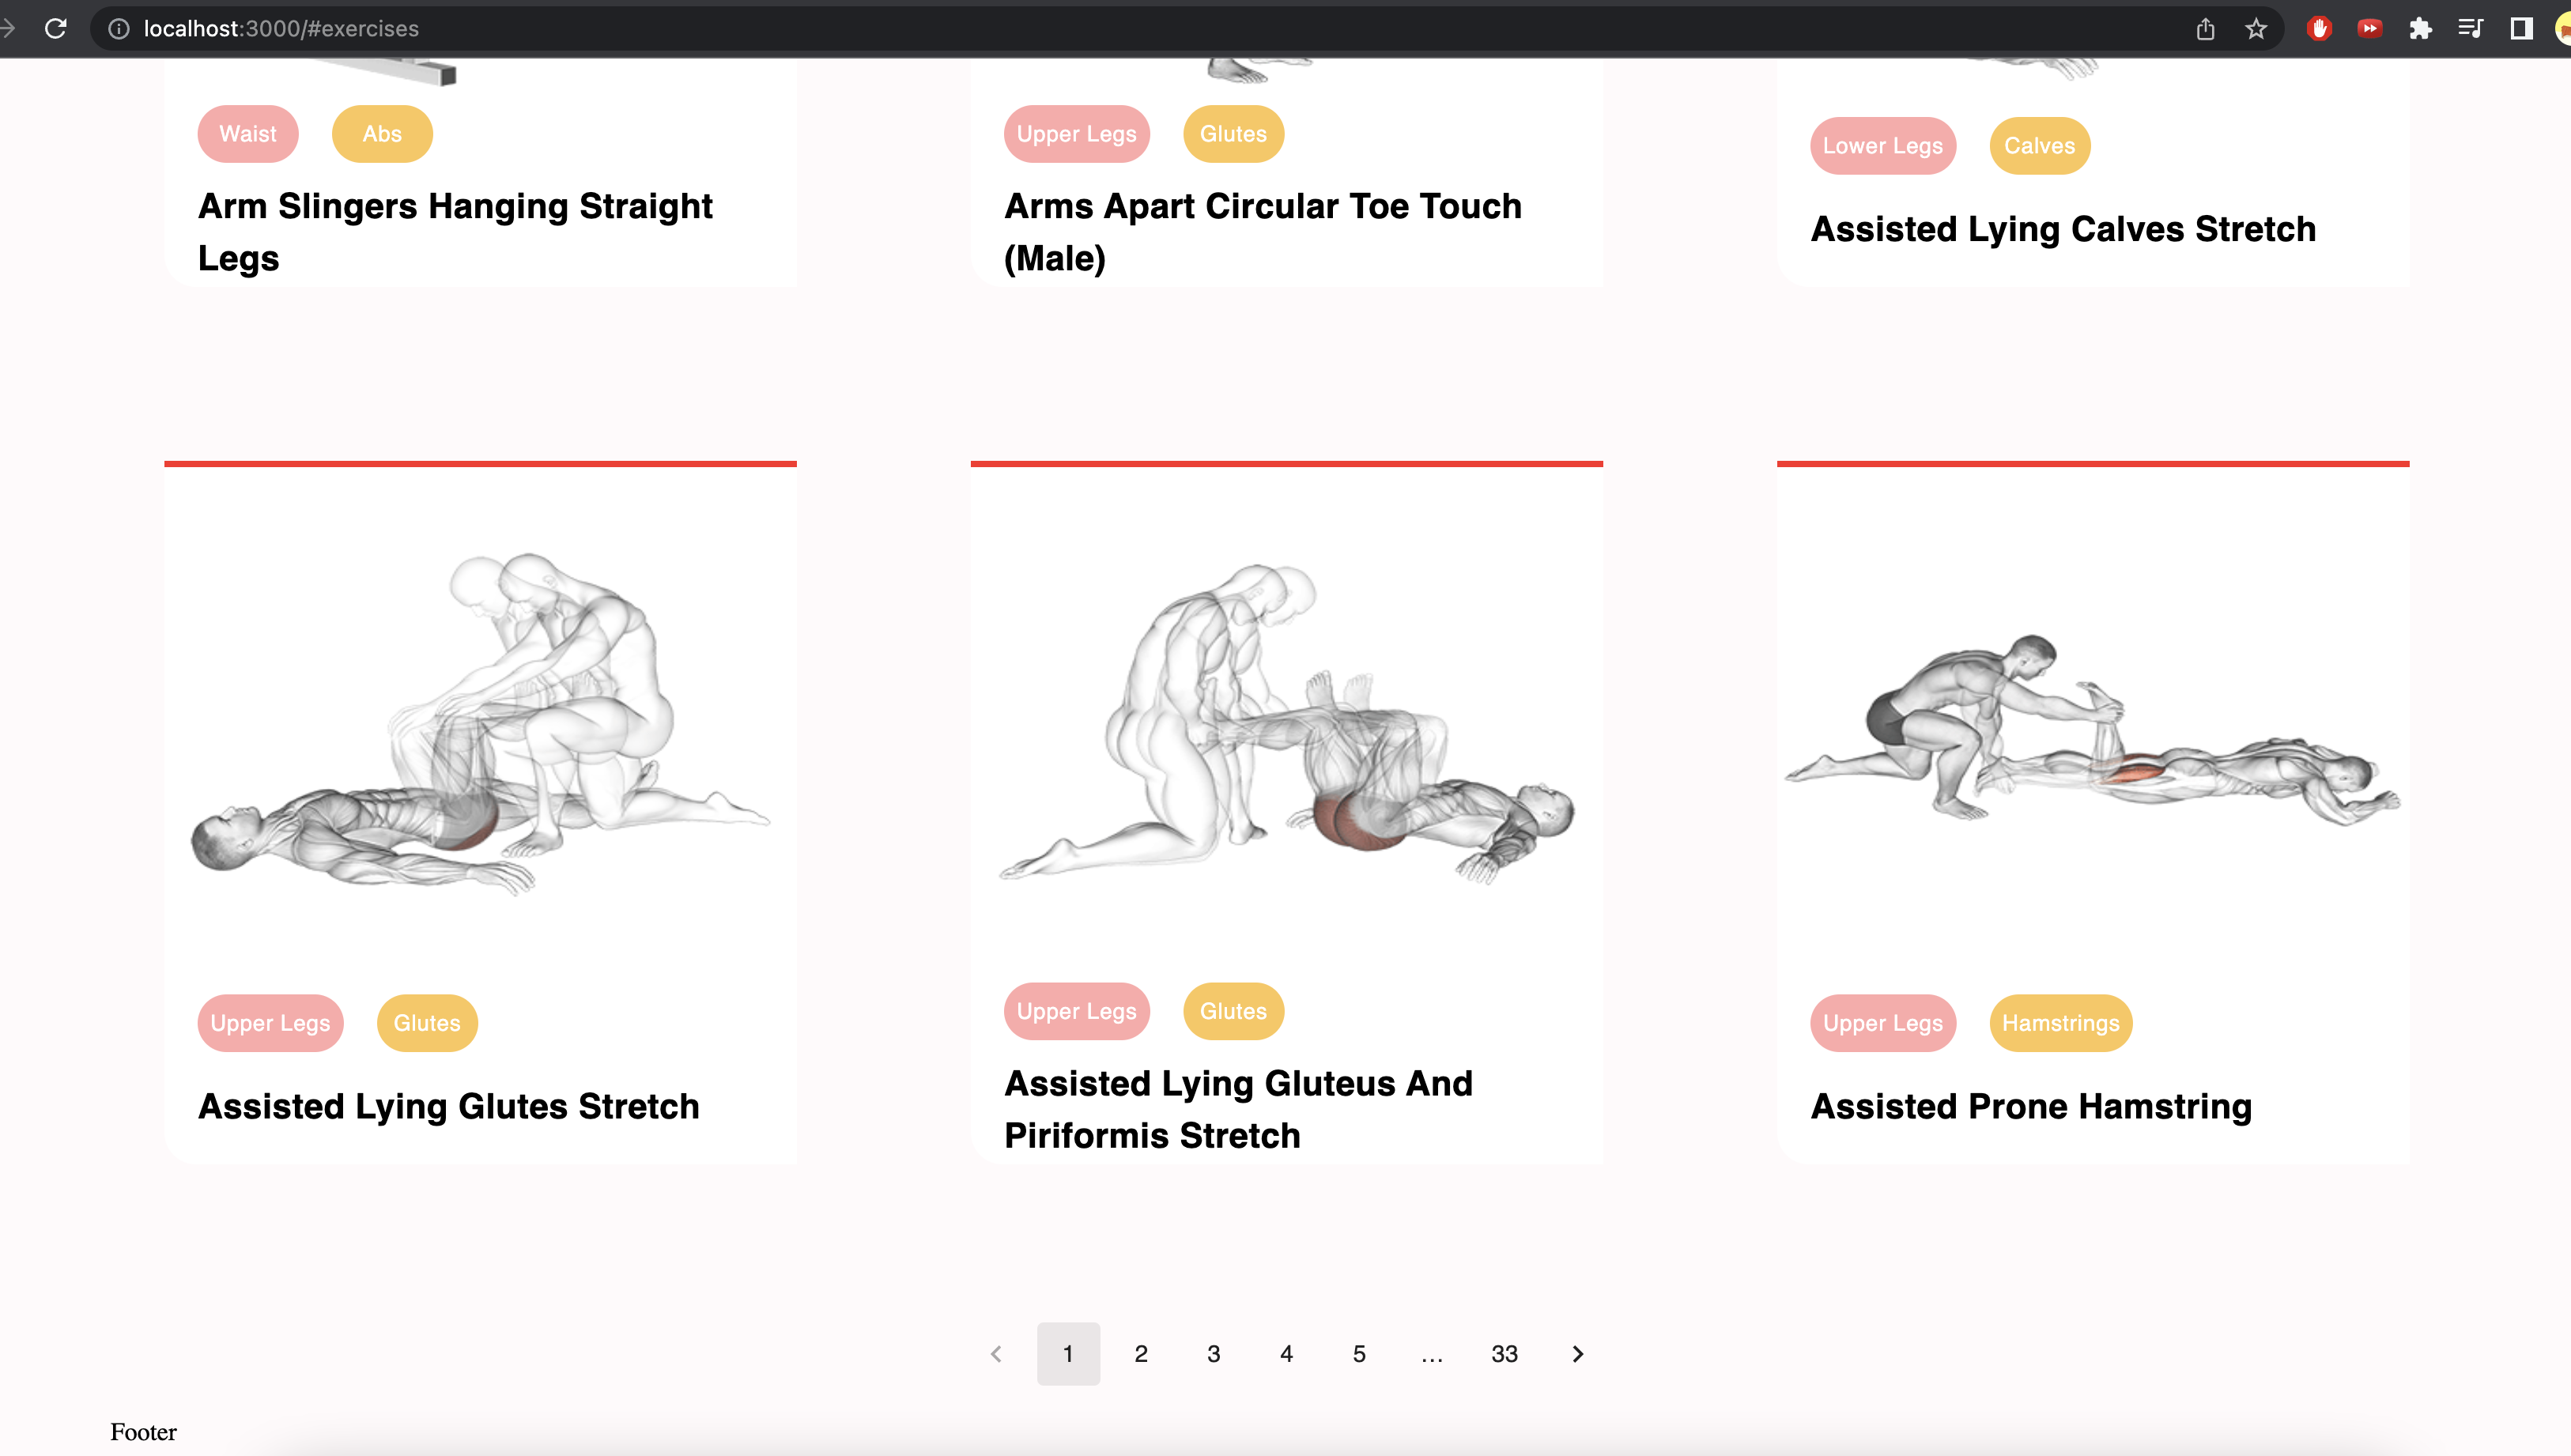 localhost:3000/#exercises
Waist Abs
Arm Slingers Hanging Straight
Legs
Upper Legs Glutes
Arms Apart Circular Toe Touch
(Male)
Lower Legs Calves
Assisted Lying Calves Stretch
Upper Legs Glutes
Assisted Lying Glutes Stretch
Upper Legs Glutes
Assisted Lying Gluteus And
Piriformis Stretch
Upper Legs Hamstrings
Assisted Prone Hamstring
1 2 3 4 5 ... 33
Footer